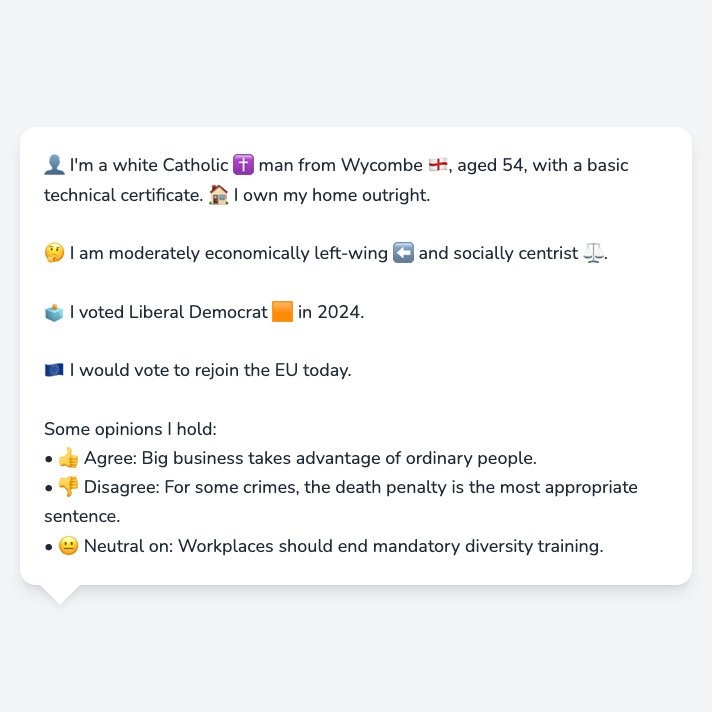 👤 I'm a white Catholic ✝️ man from Wycombe 🏴󠁧󠁢󠁥󠁮󠁧󠁿, aged 54, with a basic
technical certificate. 🏠 I own my home outright.
🤔 I am moderately economically left-wing ⬅️ and socially centrist ⚖️.
🗳️ I voted Liberal Democrat 🟧 in 2024.
🇪🇺 I would vote to rejoin the EU today.
Some opinions I hold:
• 👍 Agree: Big business takes advantage of ordinary people.
• 👎 Disagree: For some crimes, the death penalty is the most appropriate
sentence.
• 😐 Neutral on: Workplaces should end mandatory diversity training.